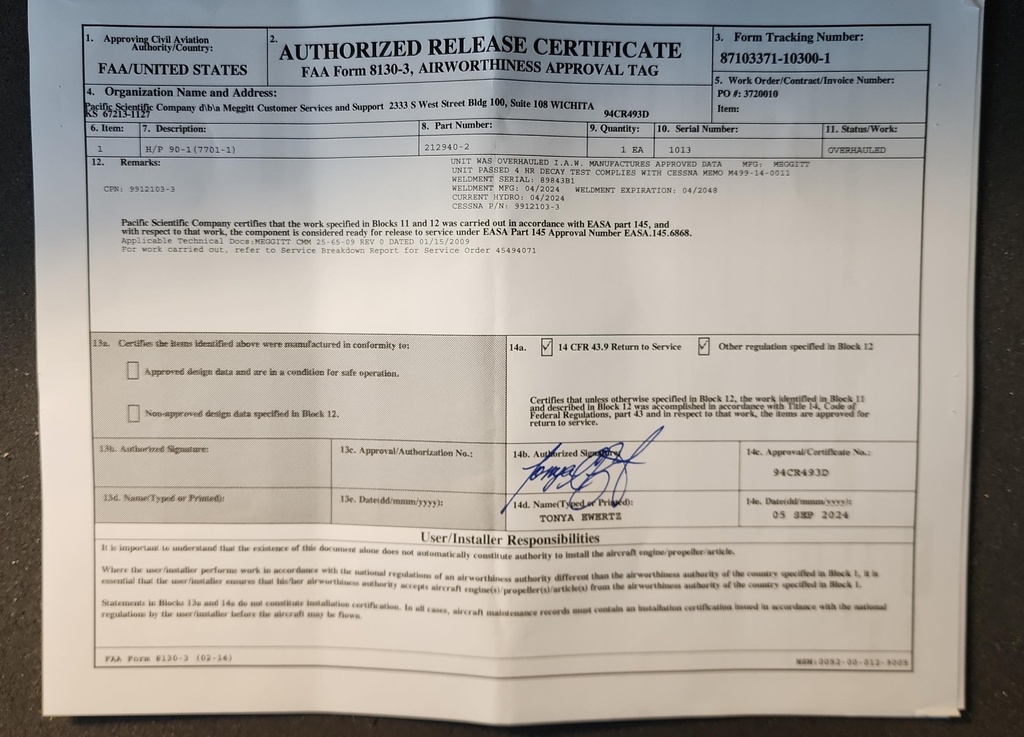 1. Approving Civil Aviation Authority/Country:
FAA/UNITED STATES
2.
AUTHORIZED RELEASE CERTIFICATE
FAA Form 8130-3, AIRWORTHINESS APPROVAL TAG
3. Form Tracking Number:
87103371-10300-1
4. Organization Name and Address:
Pacific Scientific Company d\b\a Meggitt Customer Services and Support 2333 S West Street Bldg 100, Suite 108 WICHITA
KS 67213-1127
94CR493D
5. Work Order/Contract/Invoice Number:
PO #: 3720010
Item:
6. Item: 7. Description: 8. Part Number: 9. Quantity: 10. Serial Number: 11. Status/Work:
1 H/P 90-1(7701-1) 212940-2 1 EA 1013 OVERHAULED
12. Remarks:
UNIT WAS OVERHAULED I.A.W. MANUFACTURES APPROVED DATA MFG: MEGGITT
UNIT PASSED 4 HR DECAY TEST COMPLIES WITH CESSNA MEMO M499-14-0011
WELDMENT SERIAL: 89843B1
CPN: 9912103-3
WELDMENT MFG: 04/2024 WELDMENT EXPIRATION: 04/2048
CURRENT HYDRO: 04/2024
CESSNA P/N: 9912103-3
Pacific Scientific Company certifies that the work specified in Blocks 11 and 12 was carried out in accordance with EASA part 145, and
with respect to that work, the component is considered ready for release to service under EASA Part 145 Approval Number EASA.145.6868.
Applicable Technical Docs:MEGGITT CMM 25-65-09 REV 0 DATED 01/15/2009
For work carried out, refer to Service Breakdown Report for Service Order 45494071
13a. Certifies the items identified above were manufactured in conformity to:
Approved design data and are in a condition for safe operation.
Non-approved design data specified in Block 12.
14a. 14 CFR 43.9 Return to Service Other regulation specified in Block 12
Certifies that unless otherwise specified in Block 12, the work identified in Block 11
and described in Block 12 was accomplished in accordance with Title 14, Code of
Federal Regulations, part 43 and in respect to that work, the items are approved for
return to service.
13b. Authorized Signature: 13c. Approval/Authorization No.:
14b. Authorized Signature: 14c. Approval/Certificate No.:
94CR493D
13d. Name(Typed or Printed): 13e. Date(dd/mmm/yyyy):
14d. Name(Typed or Printed): 14e. Date(dd/mmm/yyyy):
TONYA EWERTZ 05 SEP 2024
User/Installer Responsibilities
It is important to understand that the existence of this document alone does not automatically constitute authority to install the aircraft engine/propeller/article.
Where the user/installer performs work in accordance with the national regulations of an airworthiness authority different than the airworthiness authority of the country specified in Block 1, it is
essential that the user/installer ensures that his/her airworthiness authority accepts aircraft engine(s)/propeller(s)/article(s) from the airworthiness authority of the country specified in Block 1.
Statements in Blocks 13a and 14a do not constitute installation certification. In all cases, aircraft maintenance records must contain an installation certification issued in accordance with the national
regulations by the user/installer before the aircraft may be flown.
FAA Form 8130-3 (02-14) NSN:0052-00-012-9005